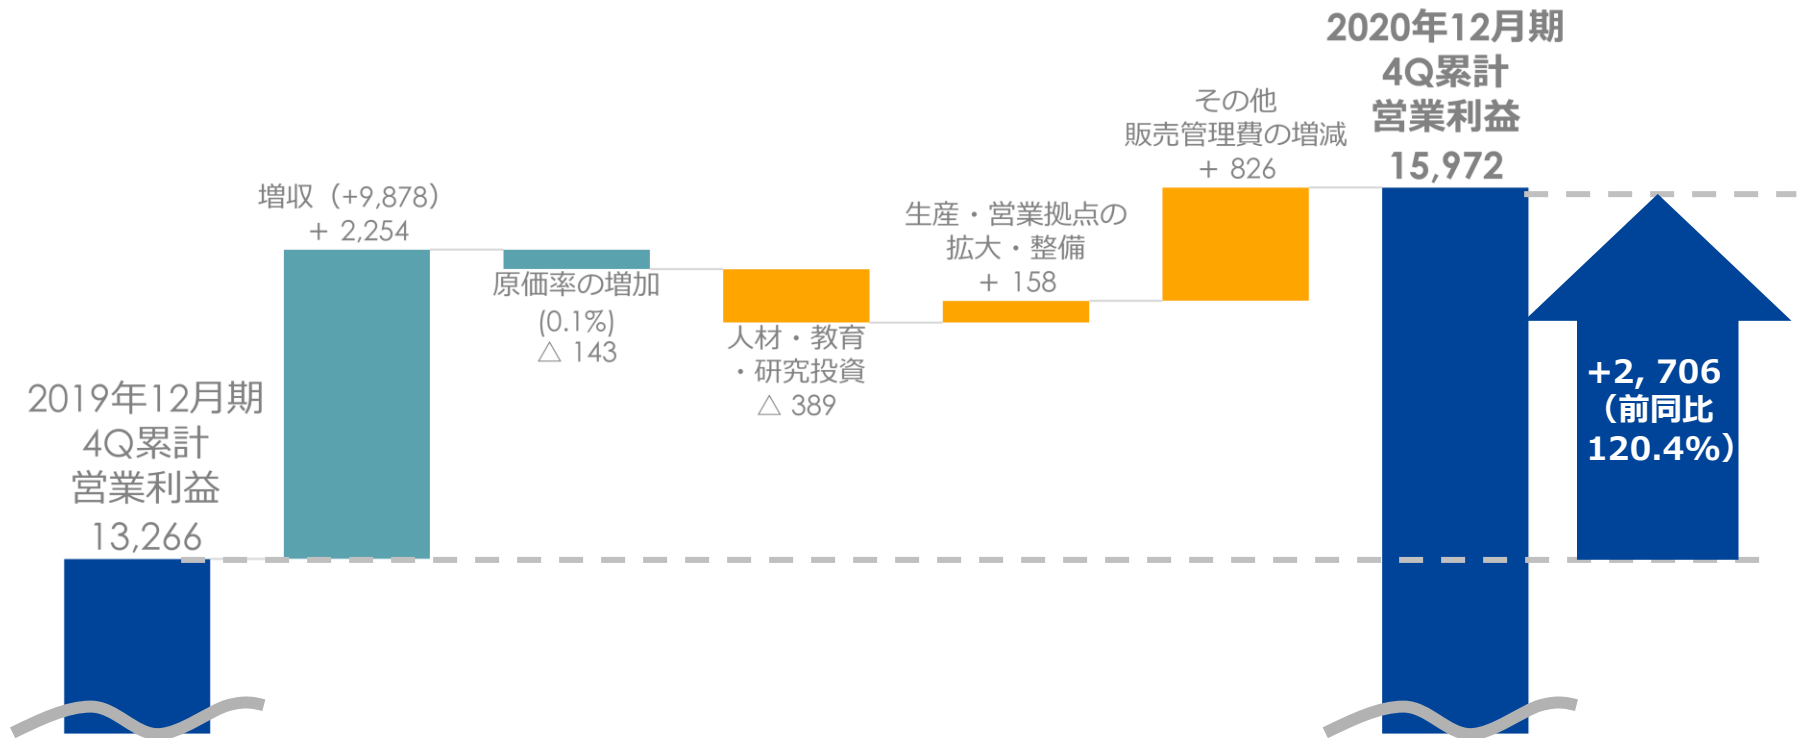 2019年12月期
4Q累計
営業利益
13,266
増収（+9,878）
+ 2,254
原価率の増加
(0.1%)
△ 143
人材・教育
・研究投資
△ 389
生産・営業拠点の
拡大・整備
+ 158
その他
販売管理費の増減
+ 826
2020年12月期
4Q累計
営業利益
15,972
+2, 706
（前同比
120.4%）